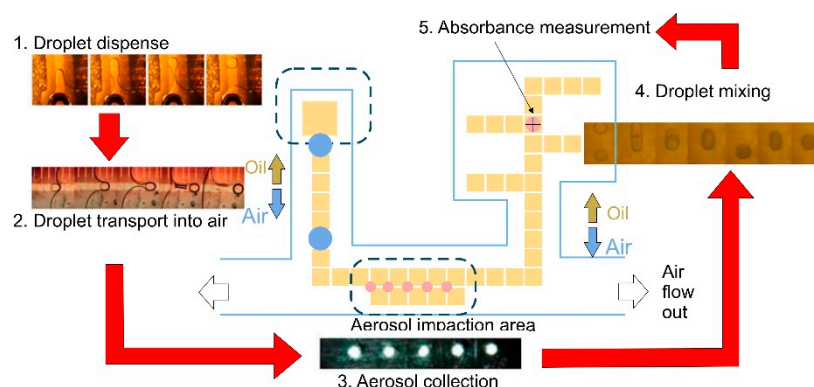 1. Droplet dispense
5. Absorbance measurement
4. Droplet mixing
Oil
Air
2. Droplet transport into air
Oil
Air
Air
flow
out
Aerosol impaction area
3. Aerosol collection